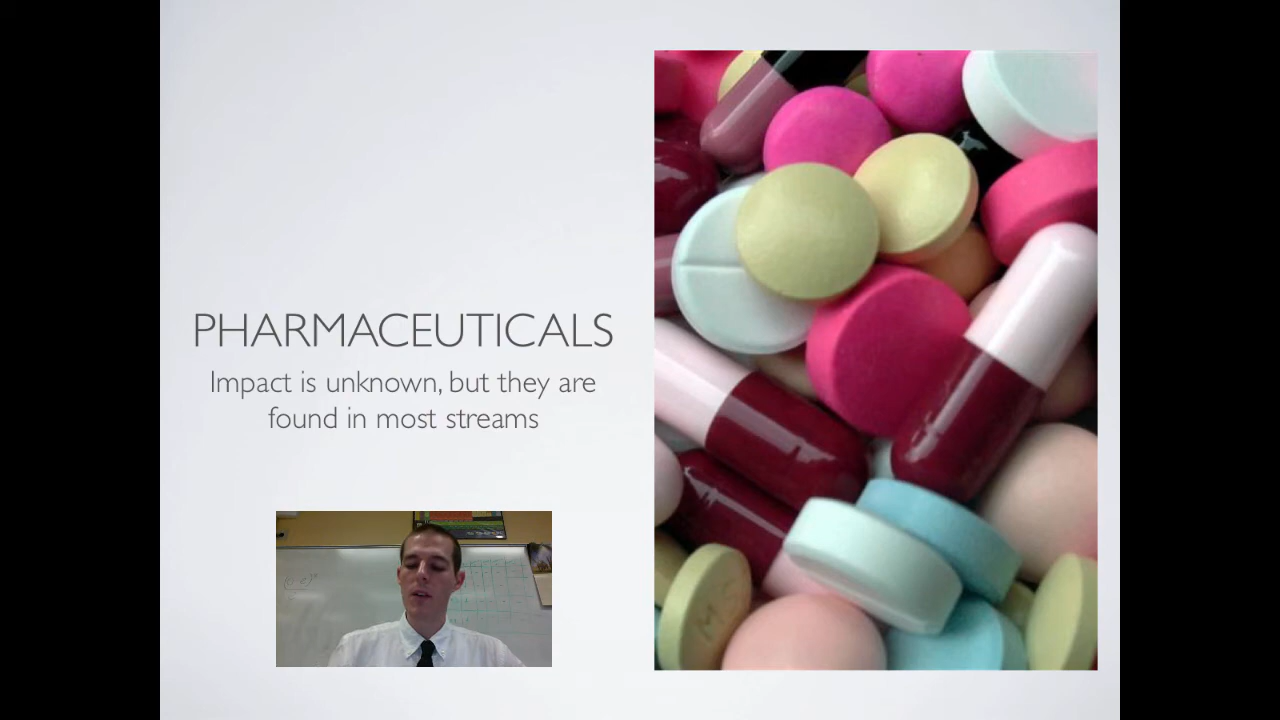 PHARMACEUTICALS
Impact is unknown, but they are
found in most streams